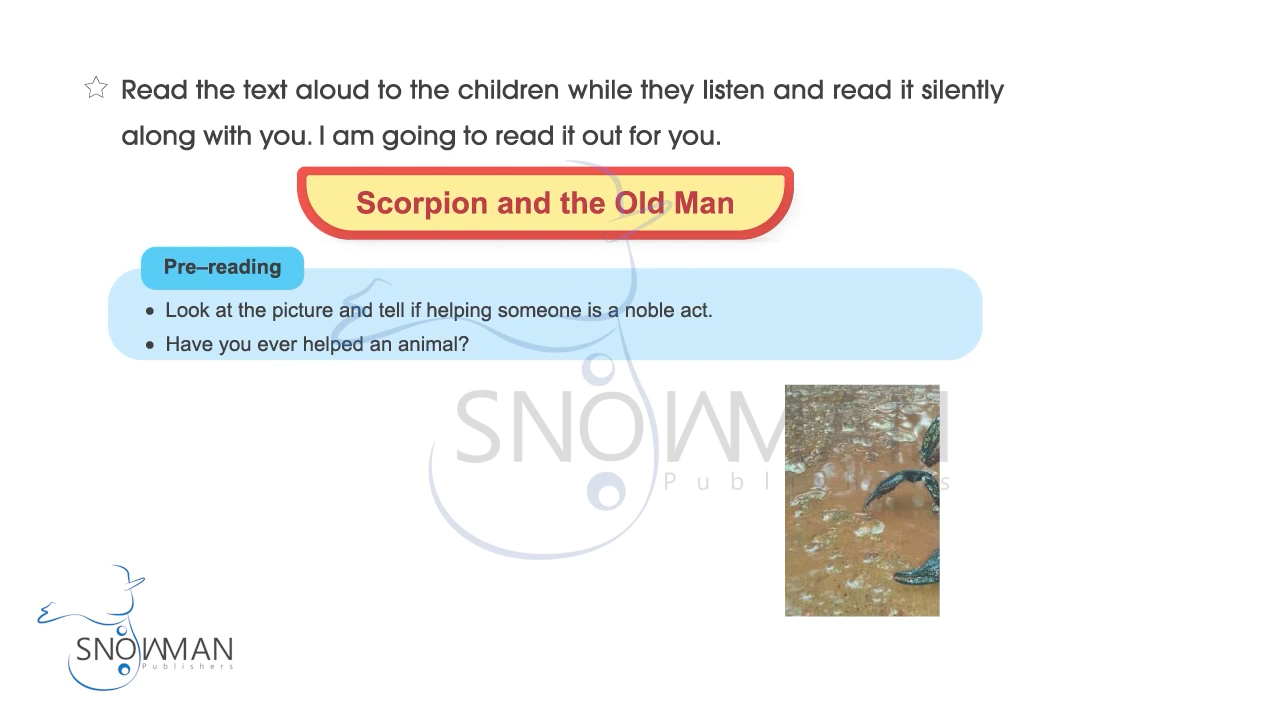 Read the text aloud to the children while they listen and read it silently
along with you. I am going to read it out for you.
Scorpion and the Old Man
Pre–reading
• Look at the picture and tell if helping someone is a noble act.
• Have you ever helped an animal?
SNOWMAN
Publishers
SNOWMAN
Publishers